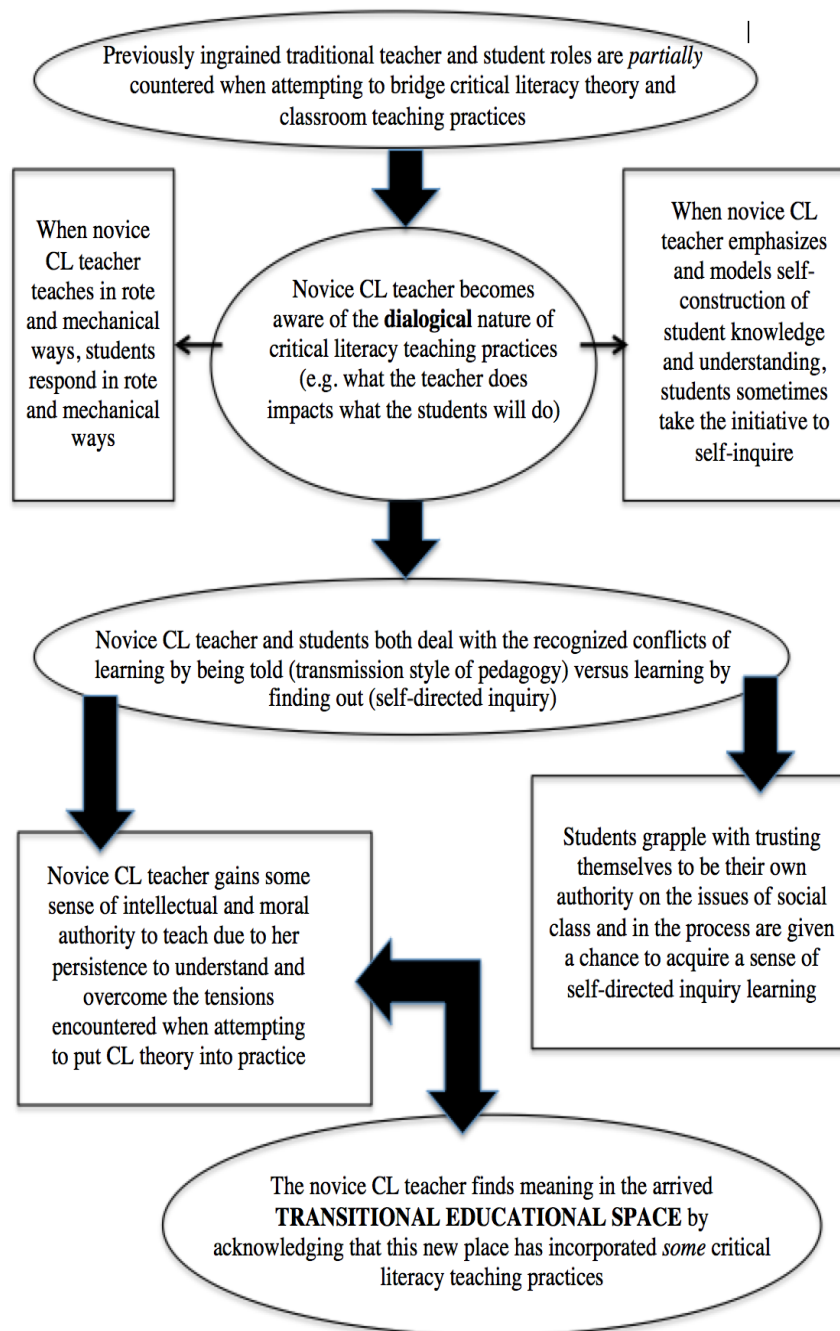 Previously ingrained traditional teacher and student roles are partially
countered when attempting to bridge critical literacy theory and
classroom teaching practices
When novice
CL teacher
teaches in rote
and mechanical
ways, students
respond in rote
and mechanical
ways
Novice CL teacher becomes
aware of the dialogical nature of
critical literacy teaching practices
(e.g. what the teacher does
impacts what the students will do)
When novice CL
teacher emphasizes
and models self-
construction of
student knowledge
and understanding,
students sometimes
take the initiative to
self-inquire
Novice CL teacher and students both deal with the recognized conflicts of
learning by being told (transmission style of pedagogy) versus learning by
finding out (self-directed inquiry)
Novice CL teacher gains some
sense of intellectual and moral
authority to teach due to her
persistence to understand and
overcome the tensions
encountered when attempting
to put CL theory into practice
Students grapple with trusting
themselves to be their own
authority on the issues of social
class and in the process are given
a chance to acquire a sense of
self-directed inquiry learning
The novice CL teacher finds meaning in the arrived
TRANSITIONAL EDUCATIONAL SPACE by
acknowledging that this new place has incorporated some critical
literacy teaching practices